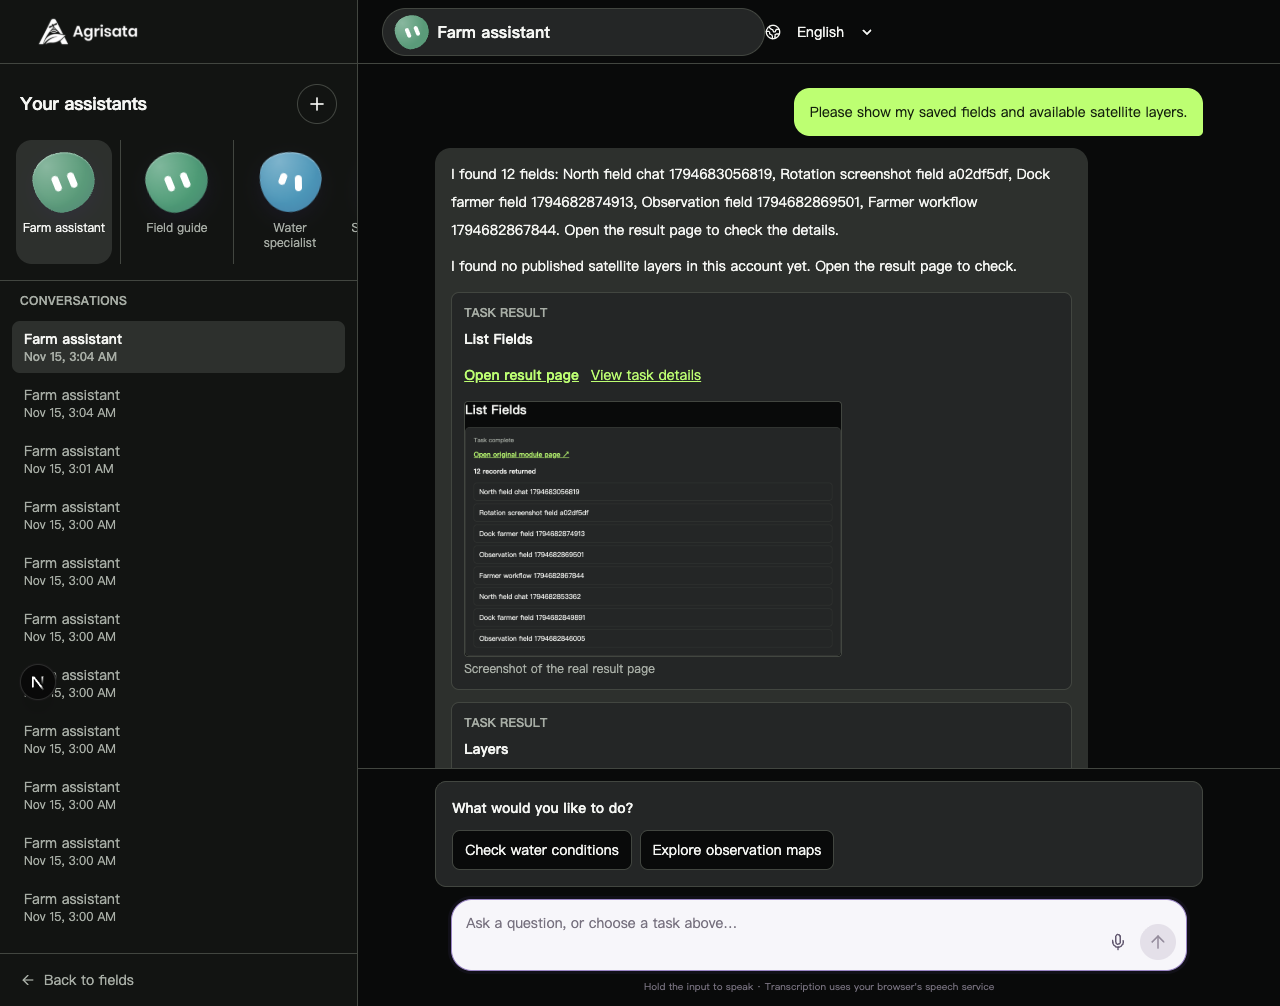 Agrisata
Farm assistant
English
Your assistants
Farm assistant
Field guide
Water
specialist
S
CONVERSATIONS
Farm assistant
Nov 15, 3:04 AM
Farm assistant
Nov 15, 3:04 AM
Farm assistant
Nov 15, 3:01 AM
Farm assistant
Nov 15, 3:00 AM
Farm assistant
Nov 15, 3:00 AM
Farm assistant
Nov 15, 3:00 AM
assistant
15, 3:00 AM
N
Farm assistant
Nov 15, 3:00 AM
Farm assistant
Nov 15, 3:00 AM
Farm assistant
Nov 15, 3:00 AM
Farm assistant
Nov 15, 3:00 AM
Back to fields
Please show my saved fields and available satellite layers.
I found 12 fields: North field chat 1794683056819, Rotation screenshot field a02df5df, Dock
farmer field 1794682874913, Observation field 1794682869501, Farmer workflow
1794682867844. Open the result page to check the details.
I found no published satellite layers in this account yet. Open the result page to check.
TASK RESULT
List Fields
Open result page View task details
List Fields
Task complete
Open original module page ↗
12 records returned
North field chat 1794683056819
Rotation screenshot field a02df5df
Dock farmer field 1794682874913
Observation field 1794682869501
Farmer workflow 1794682867844
North field chat 1794682853362
Dock farmer field 1794682849891
Observation field 1794682846005
Screenshot of the real result page
TASK RESULT
Layers
What would you like to do?
Check water conditions
Explore observation maps
Ask a question, or choose a task above…
Hold the input to speak · Transcription uses your browser's speech service